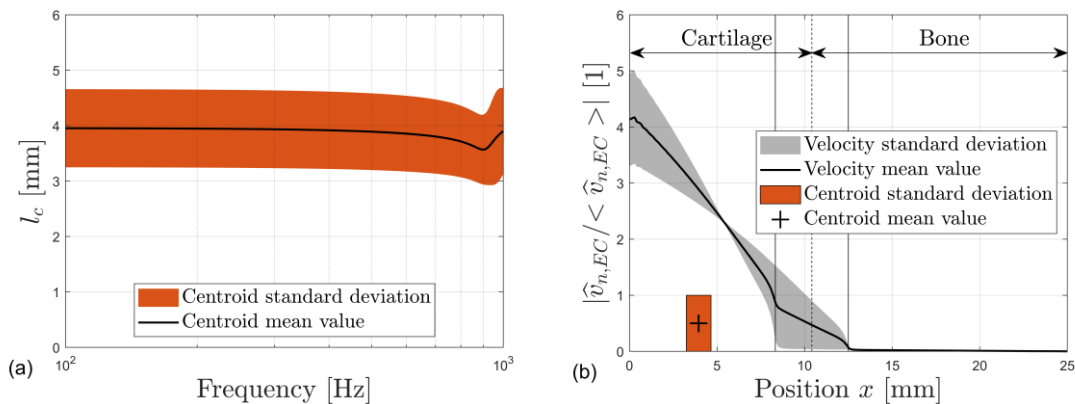 6
5
4
3
2
1
0
l_c [mm]
Centroid standard deviation
Centroid mean value
10^2
10^3
Frequency [Hz]
(a)
6
5
4
3
2
1
0
|v̂_{n,EC}/< v̂_{n,EC} >| [1]
Cartilage
Bone
Velocity standard deviation
Velocity mean value
Centroid standard deviation
Centroid mean value
0
5
10
15
20
25
Position x [mm]
(b)